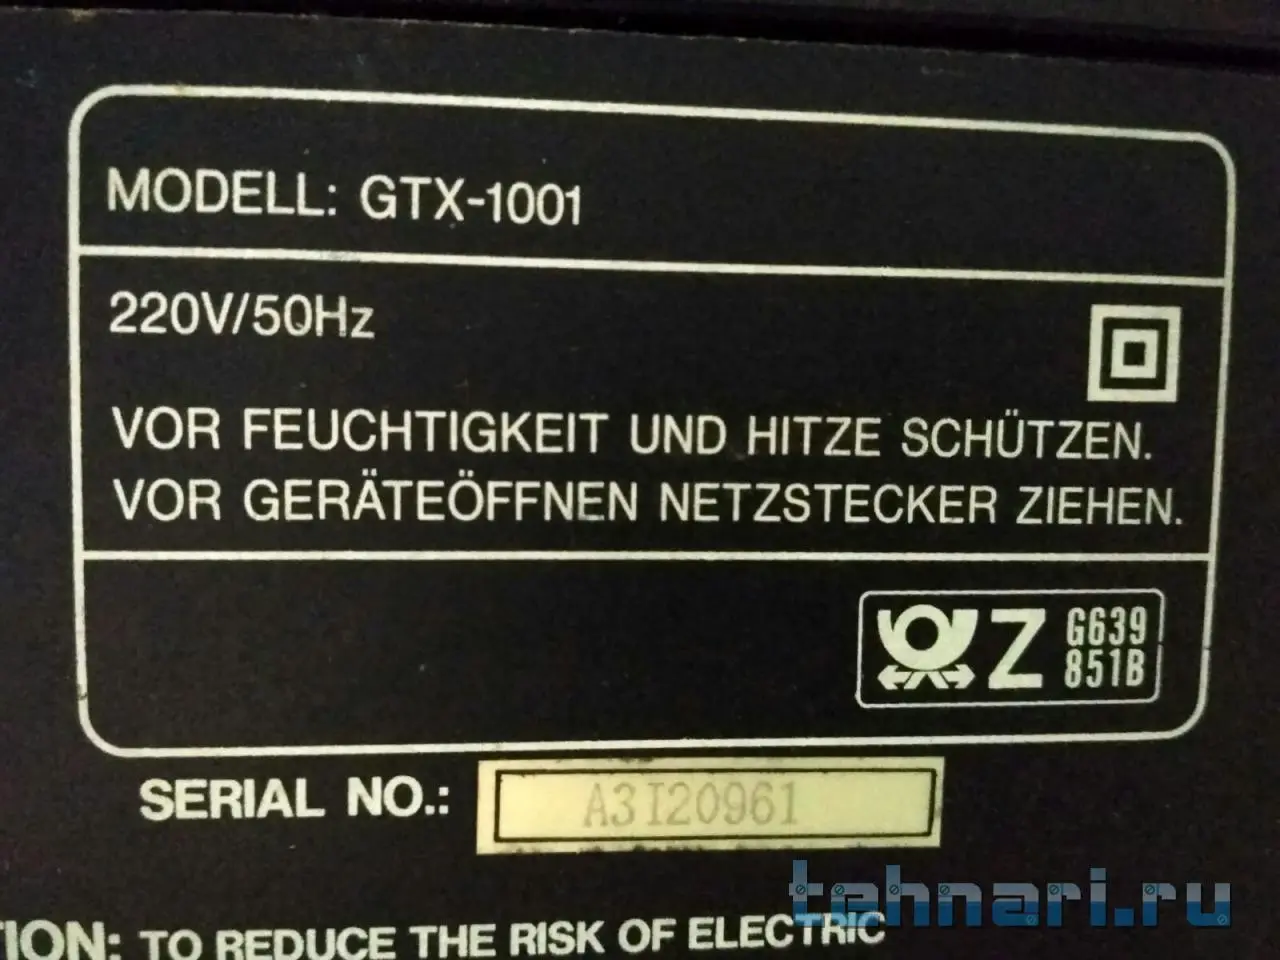 MODELL: GTX-1001
220V/50Hz
VOR FEUCHTIGKEIT UND HITZE SCHÜTZEN.
VOR GERÄTEÖFFNEN NETZSTECKER ZIEHEN.
Z G639
851B
SERIAL NO.: A3I20961
tehnari.ru
TION: TO REDUCE THE RISK OF ELECTRIC